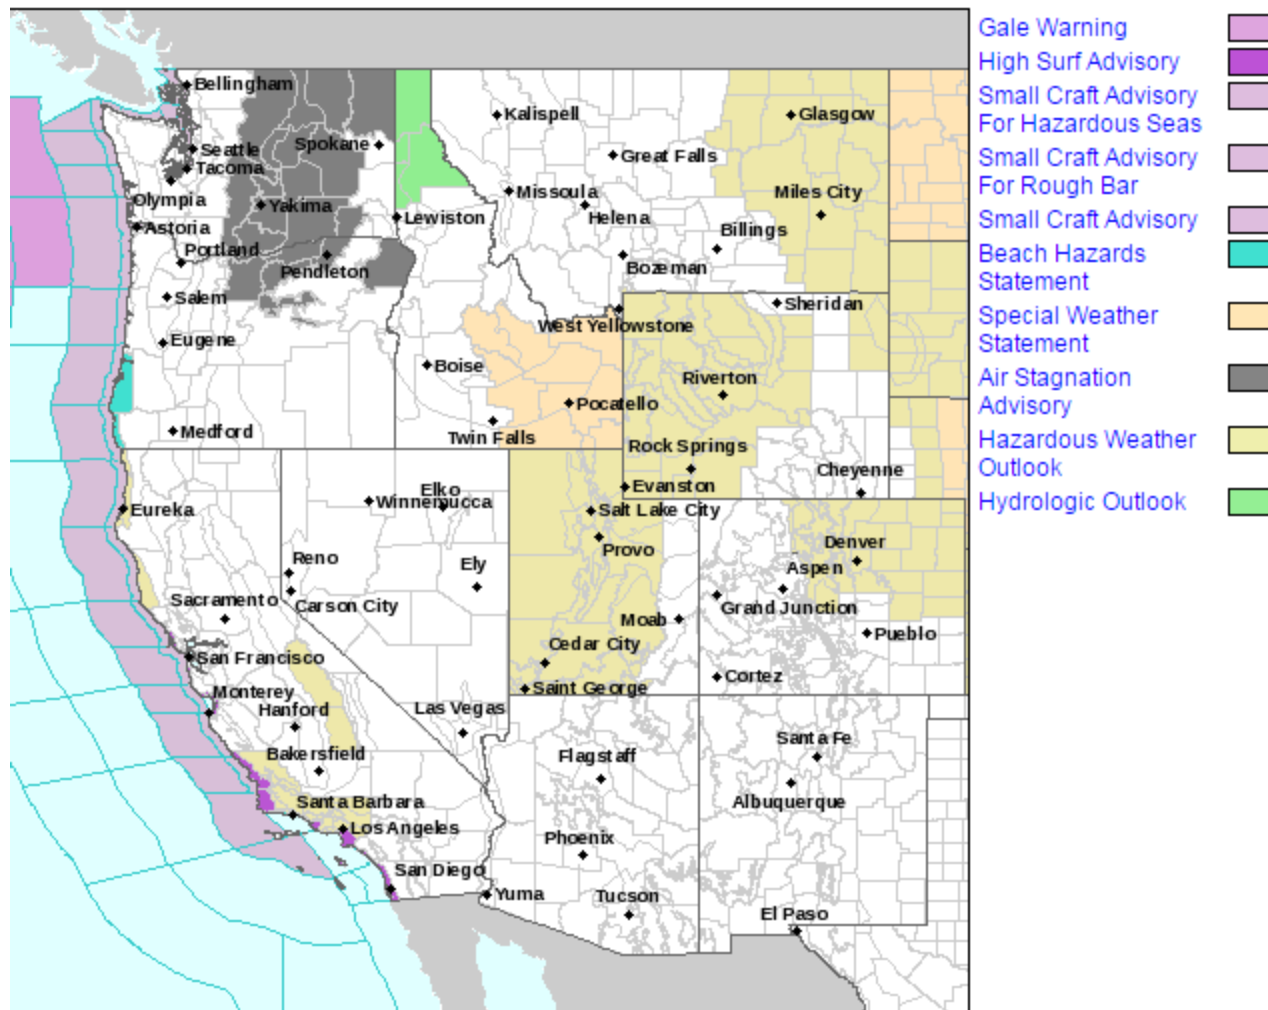 Gale Warning
High Surf Advisory
Small Craft Advisory
For Hazardous Seas
Small Craft Advisory
For Rough Bar
Small Craft Advisory
Beach Hazards
Statement
Special Weather
Statement
Air Stagnation
Advisory
Hazardous Weather
Outlook
Hydrologic Outlook
Bellingham
Kalispell
Glasgow
Seattle
Spokane
Great Falls
Tacoma
Missoula
Miles City
Olympia
Yakima
Lewiston
Helena
Astoria
Billings
Portland
Pendleton
Bozeman
Salem
Sheridan
West Yellowstone
Eugene
Boise
Riverton
Pocatello
Medford
Twin Falls
Rock Springs
Cheyenne
Elko
Evanston
Winnemucca
Eureka
Salt Lake City
Denver
Provo
Reno
Ely
Aspen
Sacramento
Carson City
Grand Junction
Moab
Pueblo
Cedar City
San Francisco
Cortez
Saint George
Monterey
Hanford
Las Vegas
Santa Fe
Bakersfield
Flagstaff
Santa Barbara
Albuquerque
Los Angeles
Phoenix
San Diego
Yuma
Tucson
El Paso